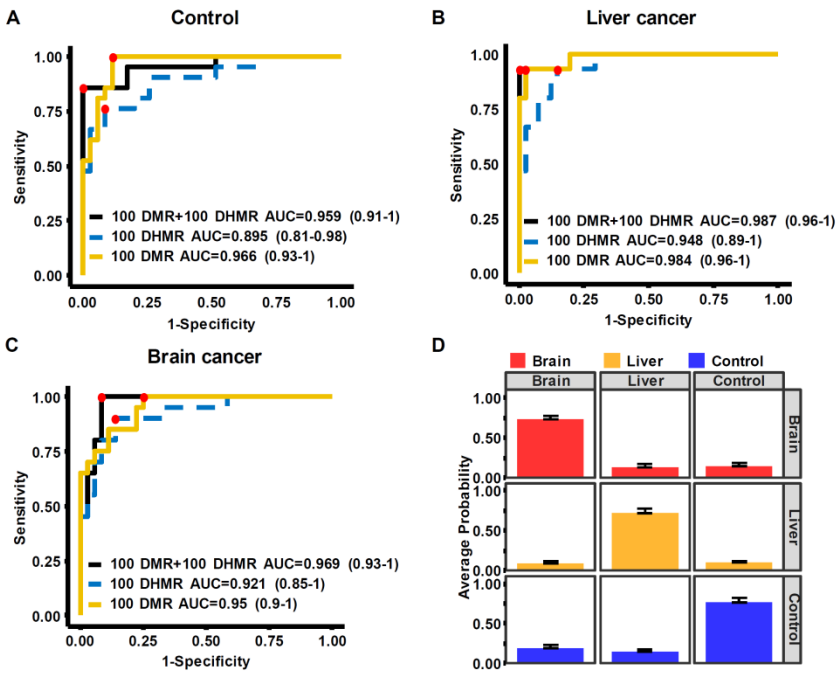 A
Control
1.00
0.75
0.50
0.25
0.00
Sensitivity
100 DMR+100 DHMR AUC=0.959 (0.91-1)
100 DHMR AUC=0.895 (0.81-0.98)
100 DMR AUC=0.966 (0.93-1)
0.00 0.25 0.50 0.75 1.00
1-Specificity
B
Liver cancer
1.00
0.75
0.50
0.25
0.00
Sensitivity
100 DMR+100 DHMR AUC=0.987 (0.96-1)
100 DHMR AUC=0.948 (0.89-1)
100 DMR AUC=0.984 (0.96-1)
0.00 0.25 0.50 0.75 1.00
1-Specificity
C
Brain cancer
1.00
0.75
0.50
0.25
0.00
Sensitivity
100 DMR+100 DHMR AUC=0.969 (0.93-1)
100 DHMR AUC=0.921 (0.85-1)
100 DMR AUC=0.95 (0.9-1)
0.00 0.25 0.50 0.75 1.00
1-Specificity
D
Brain Liver Control
Brain Liver Control
Average Probability
1.00
0.50
0.00
Brain
1.00
0.50
0.00
Liver
1.00
0.50
0.00
Control